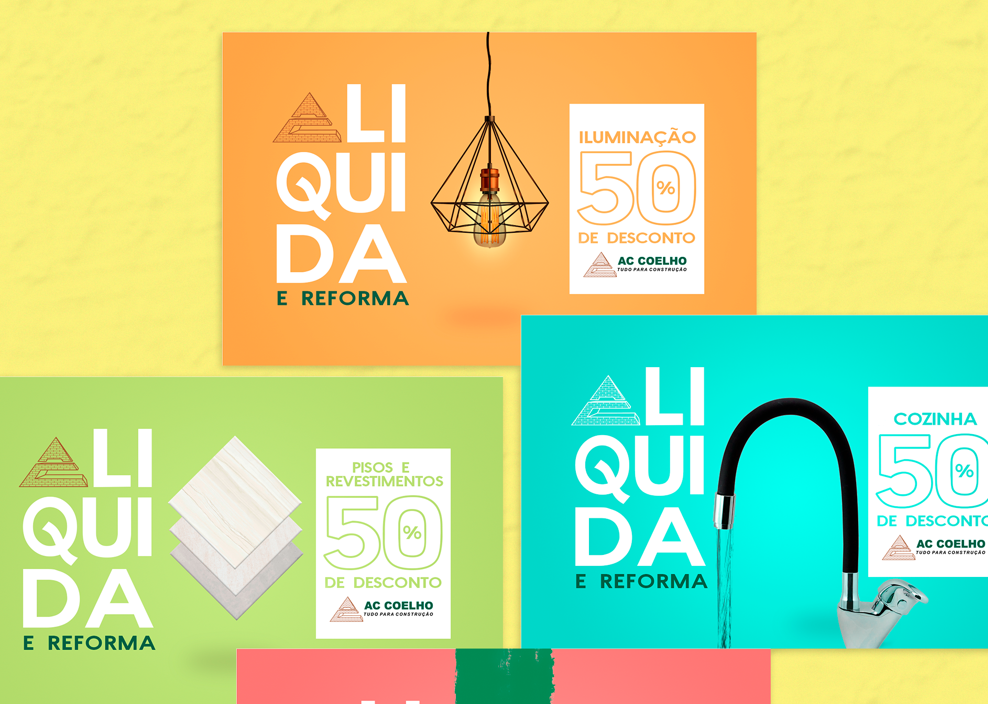 LI
QUI
DA
E REFORMA
ILUMINAÇÃO
50%
DE DESCONTO
AC COELHO
TUDO PARA CONSTRUÇÃO
LI
QUI
DA
E REFORMA
COZINHA
50%
DE DESCONTO
AC COELHO
TUDO PARA CONSTRUÇÃO
LI
QUI
DA
E REFORMA
PISOS E
REVESTIMENTOS
50%
DE DESCONTO
AC COELHO
TUDO PARA CONSTRUÇÃO